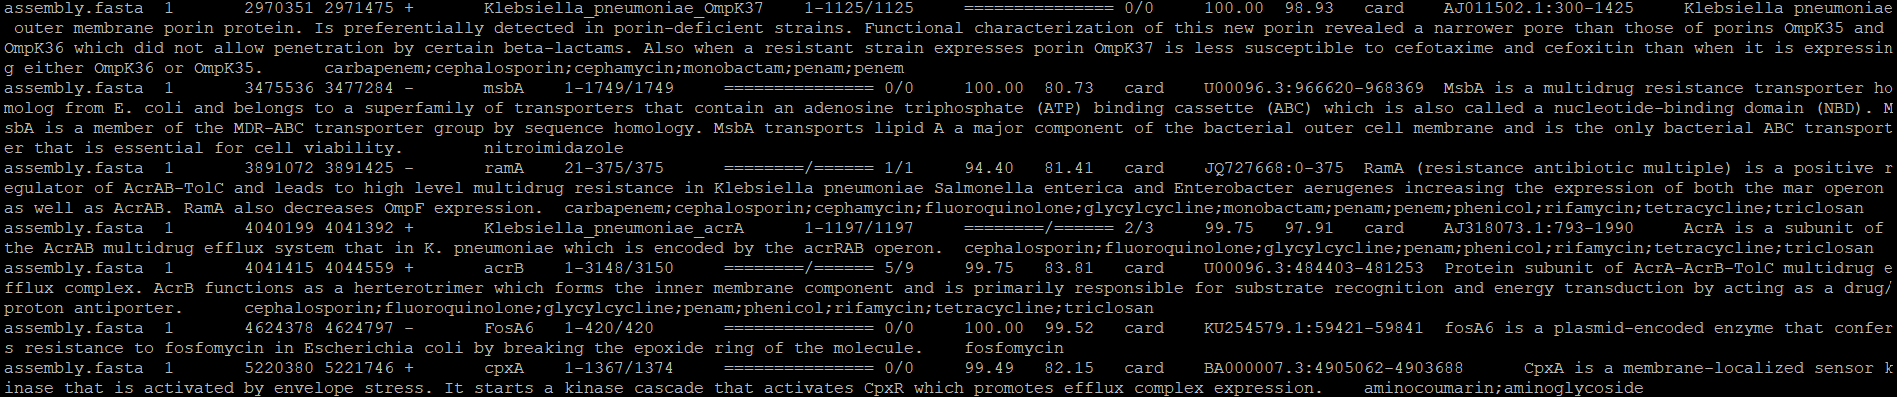 assembly.fasta  1       2970351 2971475 +       Klebsiella_pneumoniae_OmpK37    1-1125/1125     =============== 0/0     100.00  98.93   card    AJ011502.1:300-1425     Klebsiella pneumoniae
 outer membrane porin protein. Is preferentially detected in porin-deficient strains. Functional characterization of this new porin revealed a narrower pore than those of porins OmpK35 and
OmpK36 which did not allow penetration by certain beta-lactams. Also when a resistant strain expresses porin OmpK37 it is less susceptible to cefotaxime and cefoxitin than when it is expressin
g either OmpK36 or OmpK35.      carbapenem;cephalosporin;cephamycin;monobactam;penam;penem
assembly.fasta  1       3475536 3477284 -       msbA    1-1749/1749     =============== 0/0     100.00  80.73   card    U00096.3:966620-968369  MsbA is a multidrug resistance transporter ho
molog from E. coli and belongs to a superfamily of transporters that contain an adenosine triphosphate (ATP) binding cassette (ABC) which is also called a nucleotide-binding domain (NBD). M
sbA is a member of the MDR-ABC transporter group by sequence homology. MsbA transports lipid A a major component of the bacterial outer cell membrane and is the only bacterial ABC transport
er that is essential for cell viability.        nitroimidazole
assembly.fasta  1       3891072 3891425 -       ramA    21-375/375      ========/====== 1/1     94.40   81.41   card    JQ727668:0-375  RamA (resistance antibiotic multiple) is a positive r
egulator of AcrAB-TolC and leads to high level multidrug resistance in Klebsiella pneumoniae Salmonella enterica and Enterobacter aerugenes increasing the expression of both the mar operon
as well as AcrAB. RamA also decreases OmpF expression.  carbapenem;cephalosporin;cephamycin;fluoroquinolone;glycylcycline;monobactam;penam;penem;phenicol;rifamycin;tetracycline;triclosan
assembly.fasta  1       4040199 4041392 +       Klebsiella_pneumoniae_acrA      1-1197/1197     ========/====== 2/3     99.75   97.91   card    AJ318073.1:793-1990     AcrA is a subunit of
the AcrAB multidrug efflux system that in K. pneumoniae which is encoded by the acrRAB operon.  cephalosporin;fluoroquinolone;glycylcycline;penam;phenicol;rifamycin;tetracycline;triclosan
assembly.fasta  1       4041415 4044559 +       acrB    1-3148/3150     ========/====== 5/9     99.75   83.81   card    U00096.3:484403-481253  Protein subunit of AcrA-AcrB-TolC multidrug e
fflux complex. AcrB functions as a herterotrimer which forms the inner membrane component and is primarily responsible for substrate recognition and energy transduction by acting as a drug/
proton antiporter.      cephalosporin;fluoroquinolone;glycylcycline;penam;phenicol;rifamycin;tetracycline;triclosan
assembly.fasta  1       4624378 4624797 -       FosA6   1-420/420       =============== 0/0     100.00  99.52   card    KU254579.1:59421-59841  fosA6 is a plasmid-encoded enzyme that confer
s resistance to fosfomycin in Escherichia coli by breaking the epoxide ring of the molecule.    fosfomycin
assembly.fasta  1       5220380 5221746 +       cpxA    1-1367/1374     =============== 0/0     99.49   82.15   card    BA000007.3:4905062-4903688      CpxA is a membrane-localized sensor k
inase that is activated by envelope stress. It starts a kinase cascade that activates CpxR which promotes efflux complex expression.    aminocoumarin;aminoglycoside